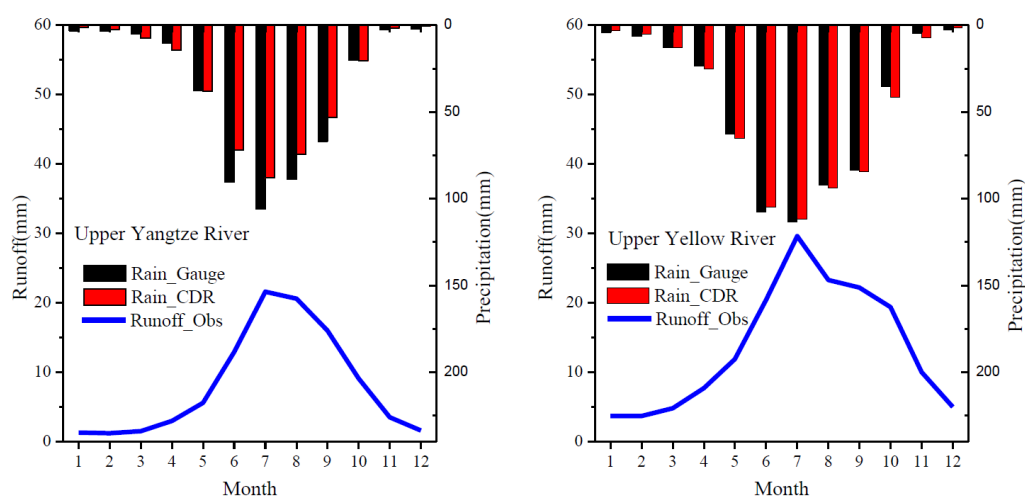 60
50
40
30
20
10
0
Runoff(mm)
0
50
100
150
200
Precipitation(mm)
Upper Yangtze River
Rain_Gauge
Rain_CDR
Runoff_Obs
1 2 3 4 5 6 7 8 9 10 11 12
Month
60
50
40
30
20
10
0
Runoff(mm)
0
50
100
150
200
Precipitation(mm)
Upper Yellow River
Rain_Gauge
Rain_CDR
Runoff_Obs
1 2 3 4 5 6 7 8 9 10 11 12
Month